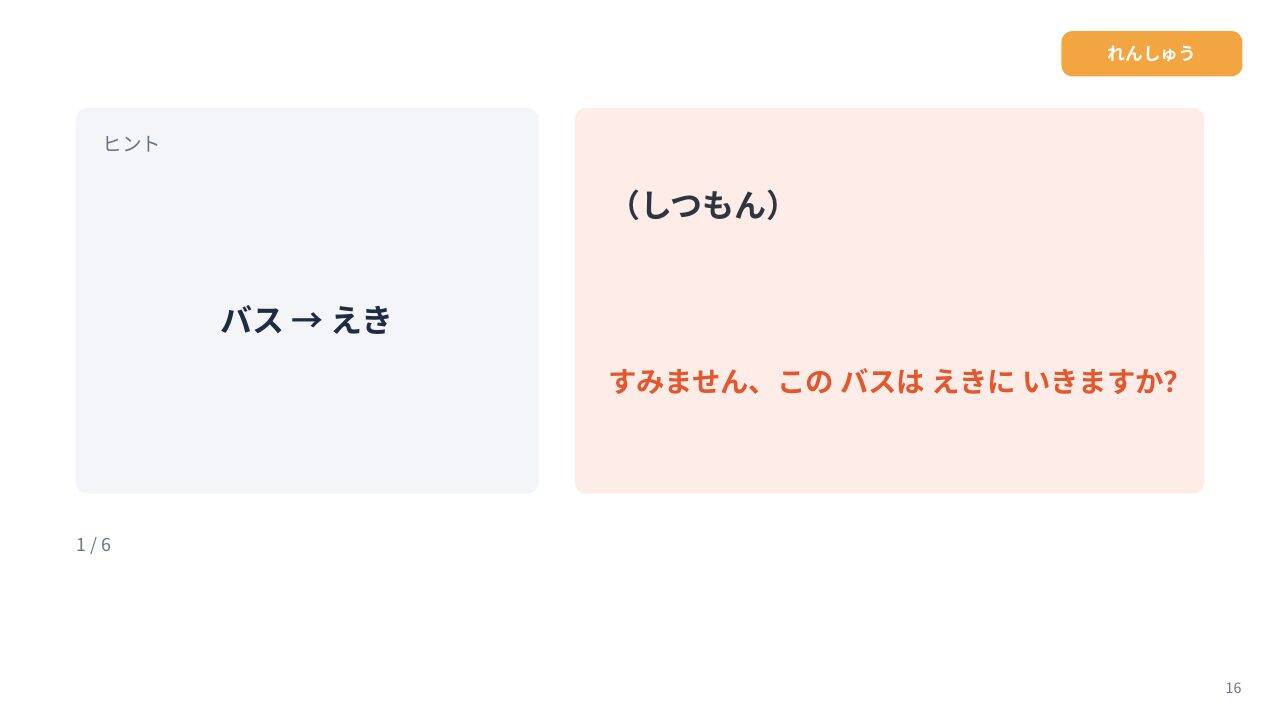 れんしゅう
ヒント
バス → えき
（しつもん）
すみません、この バスは えきに いきますか？
1 / 6
16